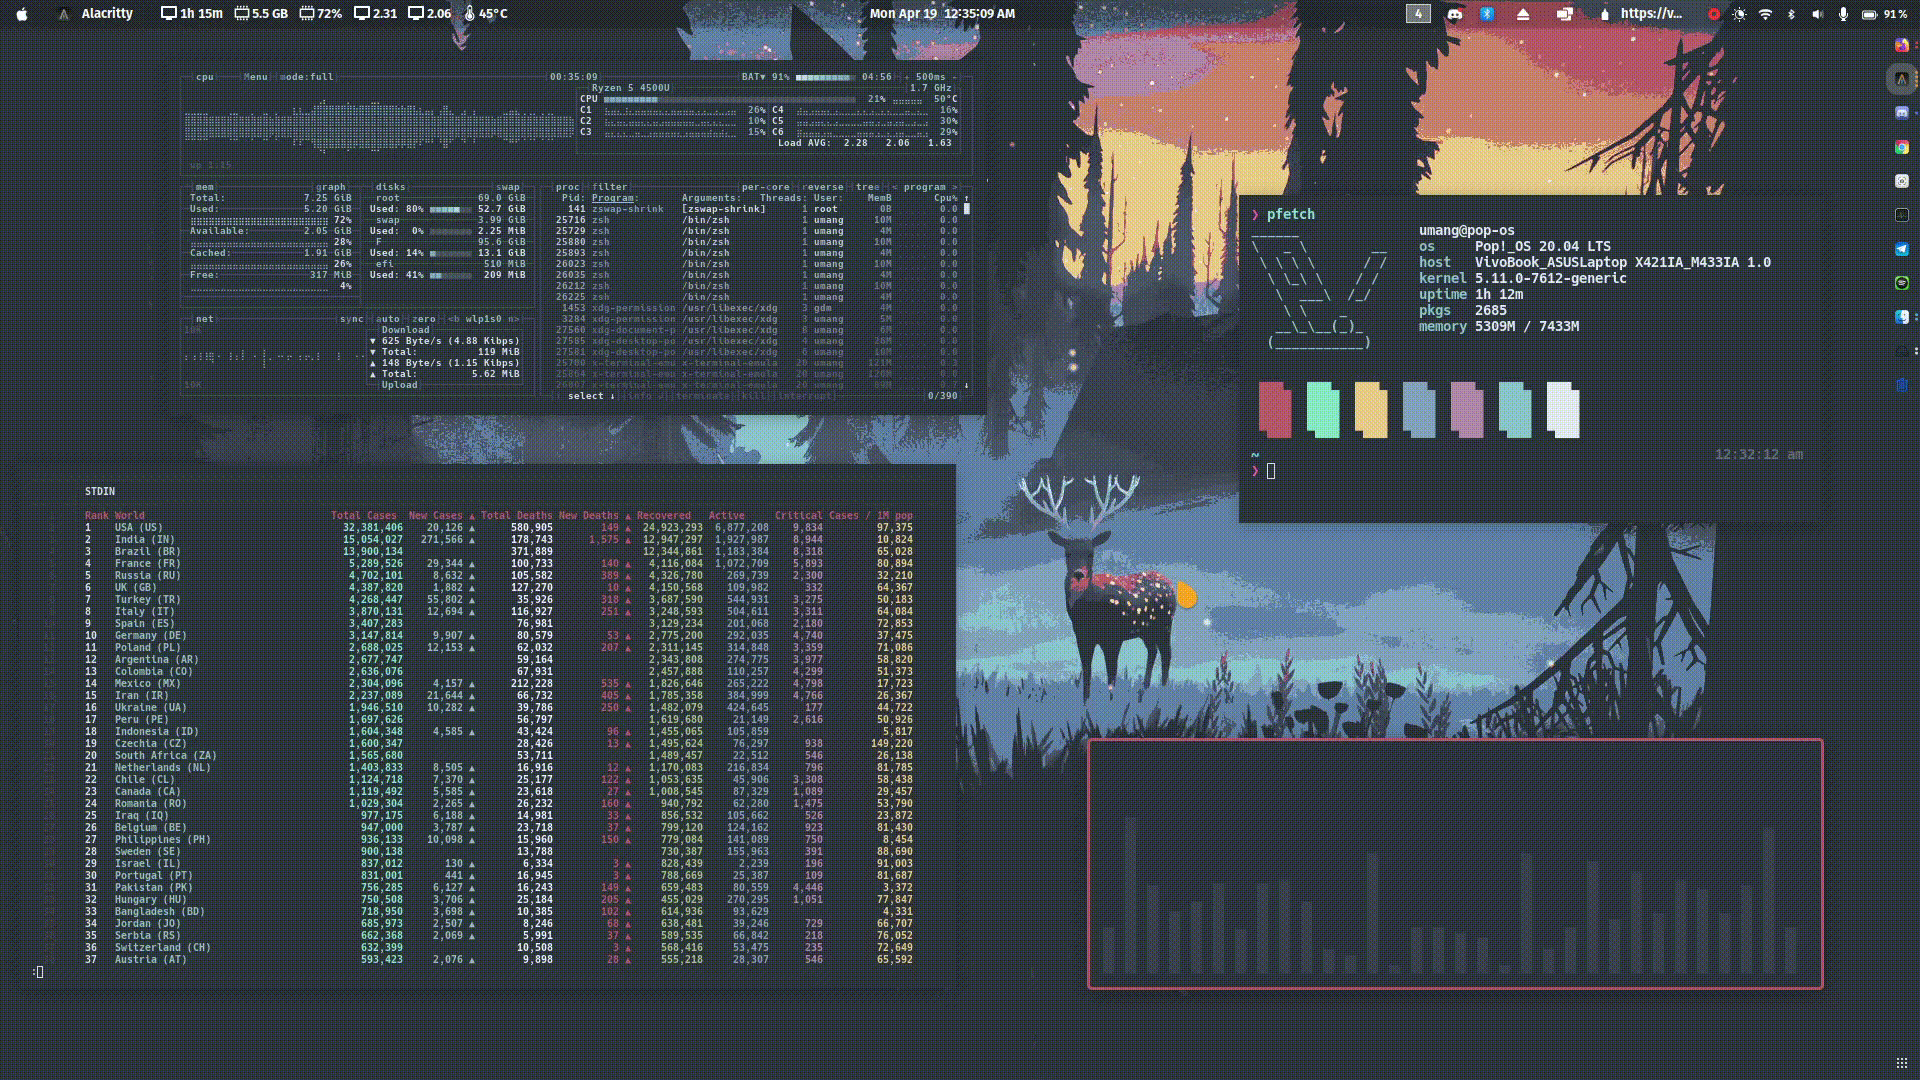 Alacritty 1h 15m 5.5 GB 72% 2.31 2.06 45°C Mon Apr 19 12:35:09 AM 4 https://v... 91 %
cpu Menu mode:full 00:35:09 BAT▼ 91% 04:56 - 500ms -
Ryzen 5 4500U 1.7 GHz
CPU 21% 50°C
C1 26% C4 16%
C2 10% C5 30%
C3 15% C6 29%
Load AVG: 2.28 2.06 1.63
up 1.15
mem graph disks swap
Total: 7.25 GiB root 69.0 GiB
Used: 5.20 GiB Used: 80% 52.7 GiB
72% swap 3.99 GiB
Available: 2.05 GiB Used: 0% 2.25 MiB
28% F 95.6 GiB
Cached: 1.91 GiB Used: 14% 13.1 GiB
26% efi 510 MiB
Free: 317 MiB Used: 41% 209 MiB
4%
proc filter per-core reverse tree < program >
Pid: Program: Arguments: Threads: User: MemB Cpu% ↑
141 zswap-shrink [zswap-shrink] 1 root 0B 0.0
25716 zsh /bin/zsh 1 umang 10M 0.0
25729 zsh /bin/zsh 1 umang 4M 0.0
25880 zsh /bin/zsh 1 umang 10M 0.0
25893 zsh /bin/zsh 1 umang 4M 0.0
26023 zsh /bin/zsh 1 umang 10M 0.0
26035 zsh /bin/zsh 1 umang 4M 0.0
26212 zsh /bin/zsh 1 umang 10M 0.0
26225 zsh /bin/zsh 1 umang 4M 0.0
1453 xdg-permission /usr/libexec/xdg 3 gdm 4M 0.0
3284 xdg-permission /usr/libexec/xdg 3 umang 5M 0.0
27560 xdg-document-p /usr/libexec/xdg 8 umang 6M 0.0
27585 xdg-desktop-po /usr/libexec/xdg 4 umang 26M 0.0
27581 xdg-desktop-po /usr/libexec/xdg 6 umang 10M 0.0
x-terminal-emu x-terminal-emula umang
x-terminal-emu x-terminal-emula umang
x-terminal-emu x-terminal-emula umang
select ↓ info ↲ terminate kill interrupt 0/390
net sync auto zero <b wlp1s0 n>
10K Download
▼ 625 Byte/s (4.88 Kibps)
▼ Total: 119 MiB
▲ 148 Byte/s (1.15 Kibps)
▲ Total: 5.62 MiB
10K Upload
❯ pfetch
umang@pop-os
os Pop!_OS 20.04 LTS
host VivoBook_ASUSLaptop X421IA_M433IA 1.0
kernel 5.11.0-7612-generic
uptime 1h 12m
pkgs 2685
memory 5309M / 7433M
~ 12:32:12 am
❯
STDIN
Rank World Total Cases New Cases ▲ Total Deaths New Deaths ▲ Recovered Active Critical Cases / 1M pop
1 USA (US) 32,381,406 20,126 ▲ 580,905 149 ▲ 24,923,293 6,877,208 9,834 97,375
2 India (IN) 15,054,027 271,566 ▲ 178,743 1,575 ▲ 12,947,297 1,927,987 8,944 10,824
3 Brazil (BR) 13,900,134 371,889 12,344,861 1,183,384 8,318 65,028
4 France (FR) 5,289,526 29,344 ▲ 100,733 140 ▲ 4,116,084 1,072,709 5,893 80,894
5 Russia (RU) 4,702,101 8,632 ▲ 105,582 389 ▲ 4,326,780 269,739 2,300 32,210
6 UK (GB) 4,387,820 1,882 ▲ 127,270 10 ▲ 4,150,568 109,982 332 64,367
7 Turkey (TR) 4,268,447 55,802 ▲ 35,926 318 ▲ 3,687,590 544,931 3,275 50,183
8 Italy (IT) 3,870,131 12,694 ▲ 116,927 251 ▲ 3,248,593 504,611 3,311 64,084
9 Spain (ES) 3,407,283 76,981 3,129,234 201,068 2,180 72,853
10 Germany (DE) 3,147,814 9,907 ▲ 80,579 53 ▲ 2,775,200 292,035 4,740 37,475
11 Poland (PL) 2,688,025 12,153 ▲ 62,032 207 ▲ 2,311,145 314,848 3,359 71,086
12 Argentina (AR) 2,677,747 59,164 2,343,808 274,775 3,977 58,820
13 Colombia (CO) 2,636,076 67,931 2,457,888 110,257 4,299 51,373
14 Mexico (MX) 2,304,096 4,157 ▲ 212,228 535 ▲ 1,826,646 265,222 4,798 17,723
15 Iran (IR) 2,237,089 21,644 ▲ 66,732 405 ▲ 1,785,358 384,999 4,766 26,367
16 Ukraine (UA) 1,946,510 10,282 ▲ 39,786 250 ▲ 1,482,079 424,645 177 44,722
17 Peru (PE) 1,697,626 56,797 1,619,680 21,149 2,616 50,926
18 Indonesia (ID) 1,604,348 4,585 ▲ 43,424 96 ▲ 1,455,065 105,859 5,817
19 Czechia (CZ) 1,600,347 28,426 13 ▲ 1,495,624 76,297 938 149,220
20 South Africa (ZA) 1,565,680 53,711 1,489,457 22,512 546 26,138
21 Netherlands (NL) 1,403,833 8,505 ▲ 16,916 12 ▲ 1,170,083 216,834 796 81,785
22 Chile (CL) 1,124,718 7,370 ▲ 25,177 122 ▲ 1,053,635 45,906 3,308 58,438
23 Canada (CA) 1,119,492 5,585 ▲ 23,618 27 ▲ 1,008,545 87,329 1,089 29,457
24 Romania (RO) 1,029,304 2,265 ▲ 26,232 160 ▲ 940,792 62,280 1,475 53,790
25 Iraq (IQ) 977,175 6,188 ▲ 14,981 33 ▲ 856,532 105,662 526 23,872
26 Belgium (BE) 947,000 3,787 ▲ 23,718 37 ▲ 799,120 124,162 923 81,430
27 Philippines (PH) 936,133 10,098 ▲ 15,960 150 ▲ 779,084 141,089 750 8,454
28 Sweden (SE) 900,138 13,788 730,387 155,963 391 88,690
29 Israel (IL) 837,012 130 ▲ 6,334 3 ▲ 828,439 2,239 196 91,003
30 Portugal (PT) 831,001 441 ▲ 16,945 3 ▲ 788,669 25,387 109 81,687
31 Pakistan (PK) 756,285 6,127 ▲ 16,243 149 ▲ 659,483 80,559 4,446 3,372
32 Hungary (HU) 750,508 3,706 ▲ 25,184 205 ▲ 455,029 270,295 1,051 77,847
33 Bangladesh (BD) 718,950 3,698 ▲ 10,385 102 ▲ 614,936 93,629 4,331
34 Jordan (JO) 685,973 2,507 ▲ 8,246 68 ▲ 638,481 39,246 729 66,707
35 Serbia (RS) 662,368 2,069 ▲ 5,991 37 ▲ 589,535 66,842 218 76,052
36 Switzerland (CH) 632,399 10,508 3 ▲ 568,416 53,475 235 72,649
37 Austria (AT) 593,423 2,076 ▲ 9,898 28 ▲ 555,218 28,307 546 65,592
: